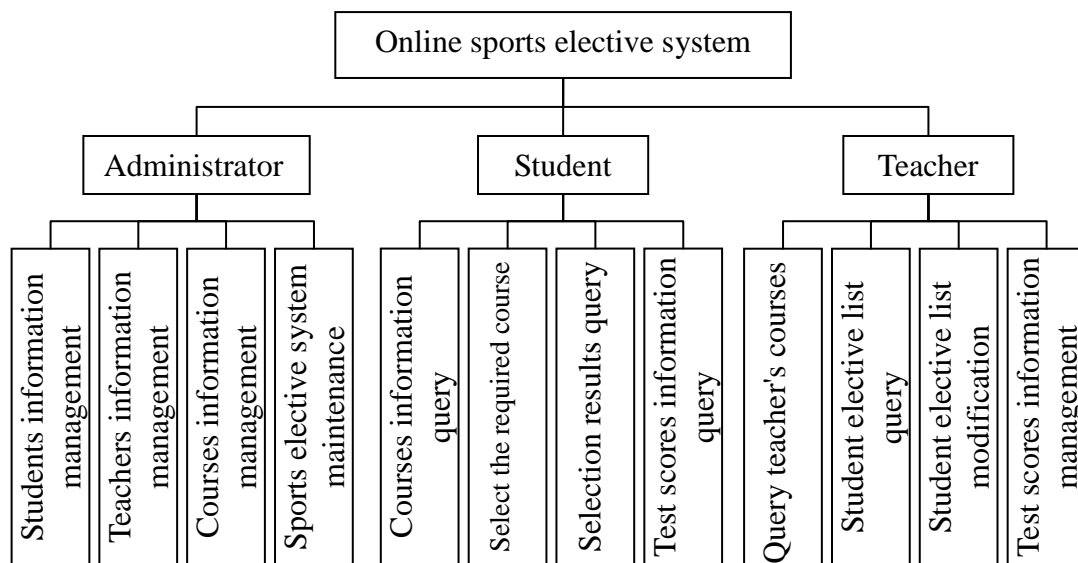 Online sports elective system
Administrator
Student
Teacher
Students information
management
Teachers information
management
Courses information
management
Sports elective system
maintenance
Courses information
query
Select the required course
Selection results query
Test scores information
query
Query teacher's courses
Student elective list
query
Student elective list
modification
Test scores information
management